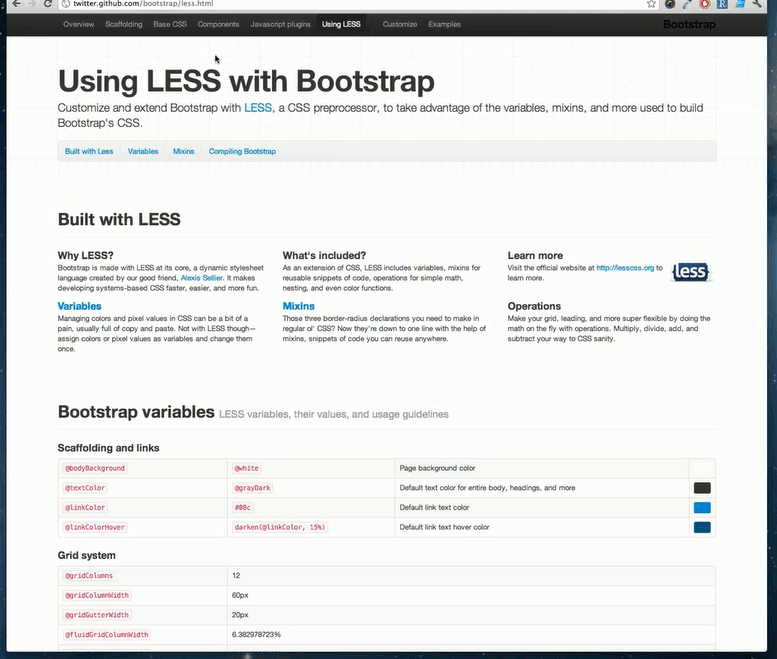 twitter.github.com/bootstrap/less.html
Overview Scaffolding Base CSS Components Javascript plugins Using LESS Customize Examples Bootstrap
Using LESS with Bootstrap
Customize and extend Bootstrap with LESS, a CSS preprocessor, to take advantage of the variables, mixins, and more used to build
Bootstrap's CSS.
Built with Less Variables Mixins Compiling Bootstrap
Built with LESS
Why LESS?
Bootstrap is made with LESS at its core, a dynamic stylesheet
language created by our good friend, Alexis Sellier. It makes
developing systems-based CSS faster, easier, and more fun.
What's included?
As an extension of CSS, LESS includes variables, mixins for
reusable snippets of code, operations for simple math,
nesting, and even color functions.
Learn more
Visit the official website at http://lesscss.org to
learn more.
less
Variables
Managing colors and pixel values in CSS can be a bit of a
pain, usually full of copy and paste. Not with LESS though—
assign colors or pixel values as variables and change them
once.
Mixins
Those three border-radius declarations you need to make in
regular ol' CSS? Now they're down to one line with the help of
mixins, snippets of code you can reuse anywhere.
Operations
Make your grid, leading, and more super flexible by doing the
math on the fly with operations. Multiply, divide, add, and
subtract your way to CSS sanity.
Bootstrap variables LESS variables, their values, and usage guidelines
Scaffolding and links
@bodyBackground @white Page background color
@textColor @grayDark Default text color for entire body, headings, and more
@linkColor #08c Default link text color
@linkColorHover darken(@linkColor, 15%) Default link text hover color
Grid system
@gridColumns 12
@gridColumnWidth 60px
@gridGutterWidth 20px
@fluidGridColumnWidth 6.382978723%